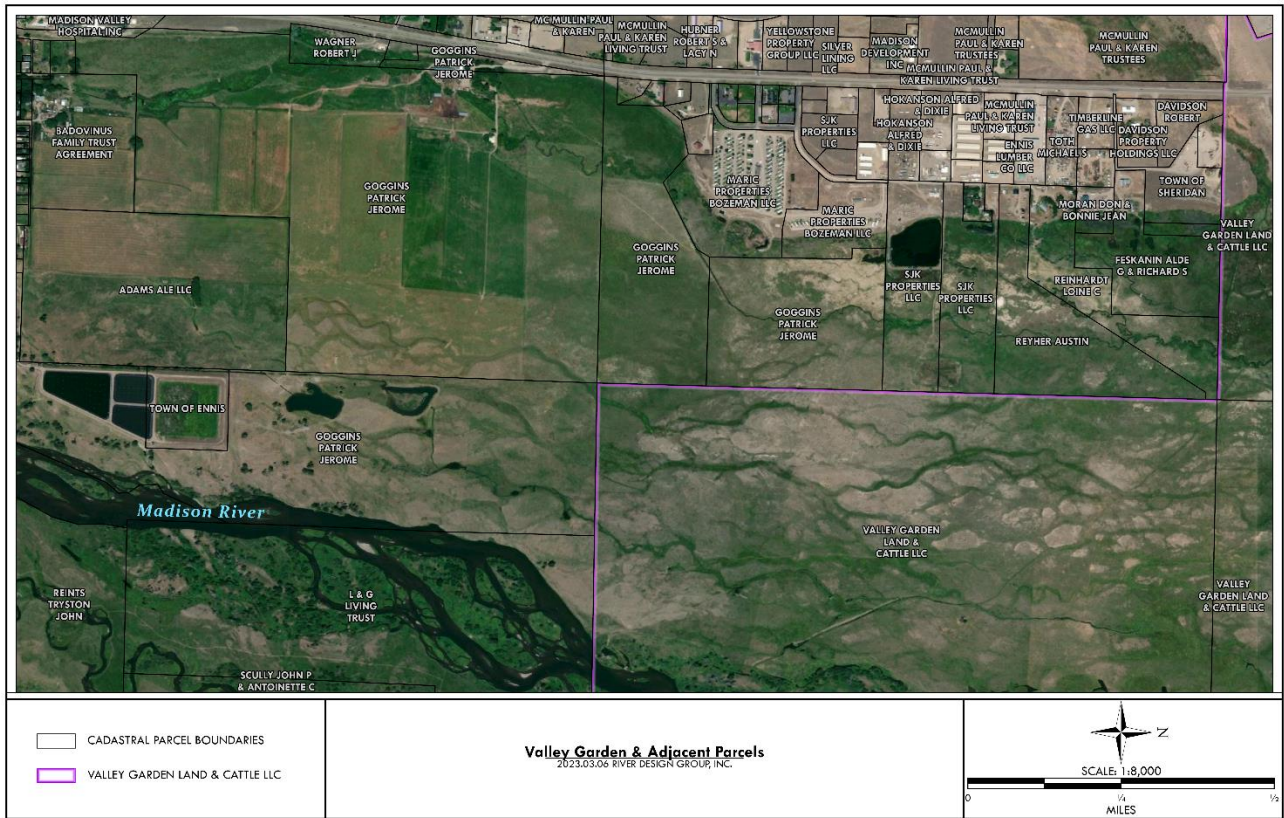 MADISON VALLEY
HOSPITAL INC
WAGNER
ROBERT J
GOGGINS
PATRICK
JEROME
MCMULLIN PAUL
& KAREN
MCMULLIN
PAUL & KAREN
LIVING TRUST
HUBNER
ROBERT S &
LACY N
YELLOWSTONE
PROPERTY
GROUP LLC
SILVER
LINING
LLC
MADISON
DEVELOPMENT
INC
MCMULLIN
PAUL & KAREN
TRUSTEES
MCMULLIN
PAUL & KAREN
TRUSTEES
MCMULLIN PAUL &
KAREN LIVING TRUST
BADOVINUS
FAMILY TRUST
AGREEMENT
GOGGINS
PATRICK
JEROME
SJK
PROPERTIES
LLC
HOKANSON ALFRED
& DIXIE
HOKANSON
ALFRED
& DIXIE
MCMULLIN
PAUL & KAREN
LIVING TRUST
ENNIS
LUMBER
CO LLC
TOTH
MICHAEL S
TIMBERLINE
GAS LLC
DAVIDSON
ROBERT
DAVIDSON
PROPERTY
HOLDINGS LLC
TOWN OF
SHERIDAN
MARIC
PROPERTIES
BOZEMAN LLC
MARIC
PROPERTIES
BOZEMAN LLC
MORAN DON &
BONNIE JEAN
VALLEY
GARDEN LAND
& CATTLE LLC
GOGGINS
PATRICK
JEROME
FESKANIN ALDE
G & RICHARD S
ADAMS ALE LLC
SJK
PROPERTIES
LLC
SJK
PROPERTIES
LLC
REINHARDT
LOINE C
GOGGINS
PATRICK
JEROME
REYHER AUSTIN
TOWN OF ENNIS
GOGGINS
PATRICK
JEROME
Madison River
VALLEY GARDEN
LAND &
CATTLE LLC
REINTS
TRYSTON
JOHN
L & G
LIVING
TRUST
VALLEY
GARDEN LAND
& CATTLE LLC
SCULLY JOHN P
& ANTOINETTE C
CADASTRAL PARCEL BOUNDARIES
VALLEY GARDEN LAND & CATTLE LLC
Valley Garden & Adjacent Parcels
2023.03.06 RIVER DESIGN GROUP, INC.
N
SCALE: 1:8,000
0 ¼ ½
MILES